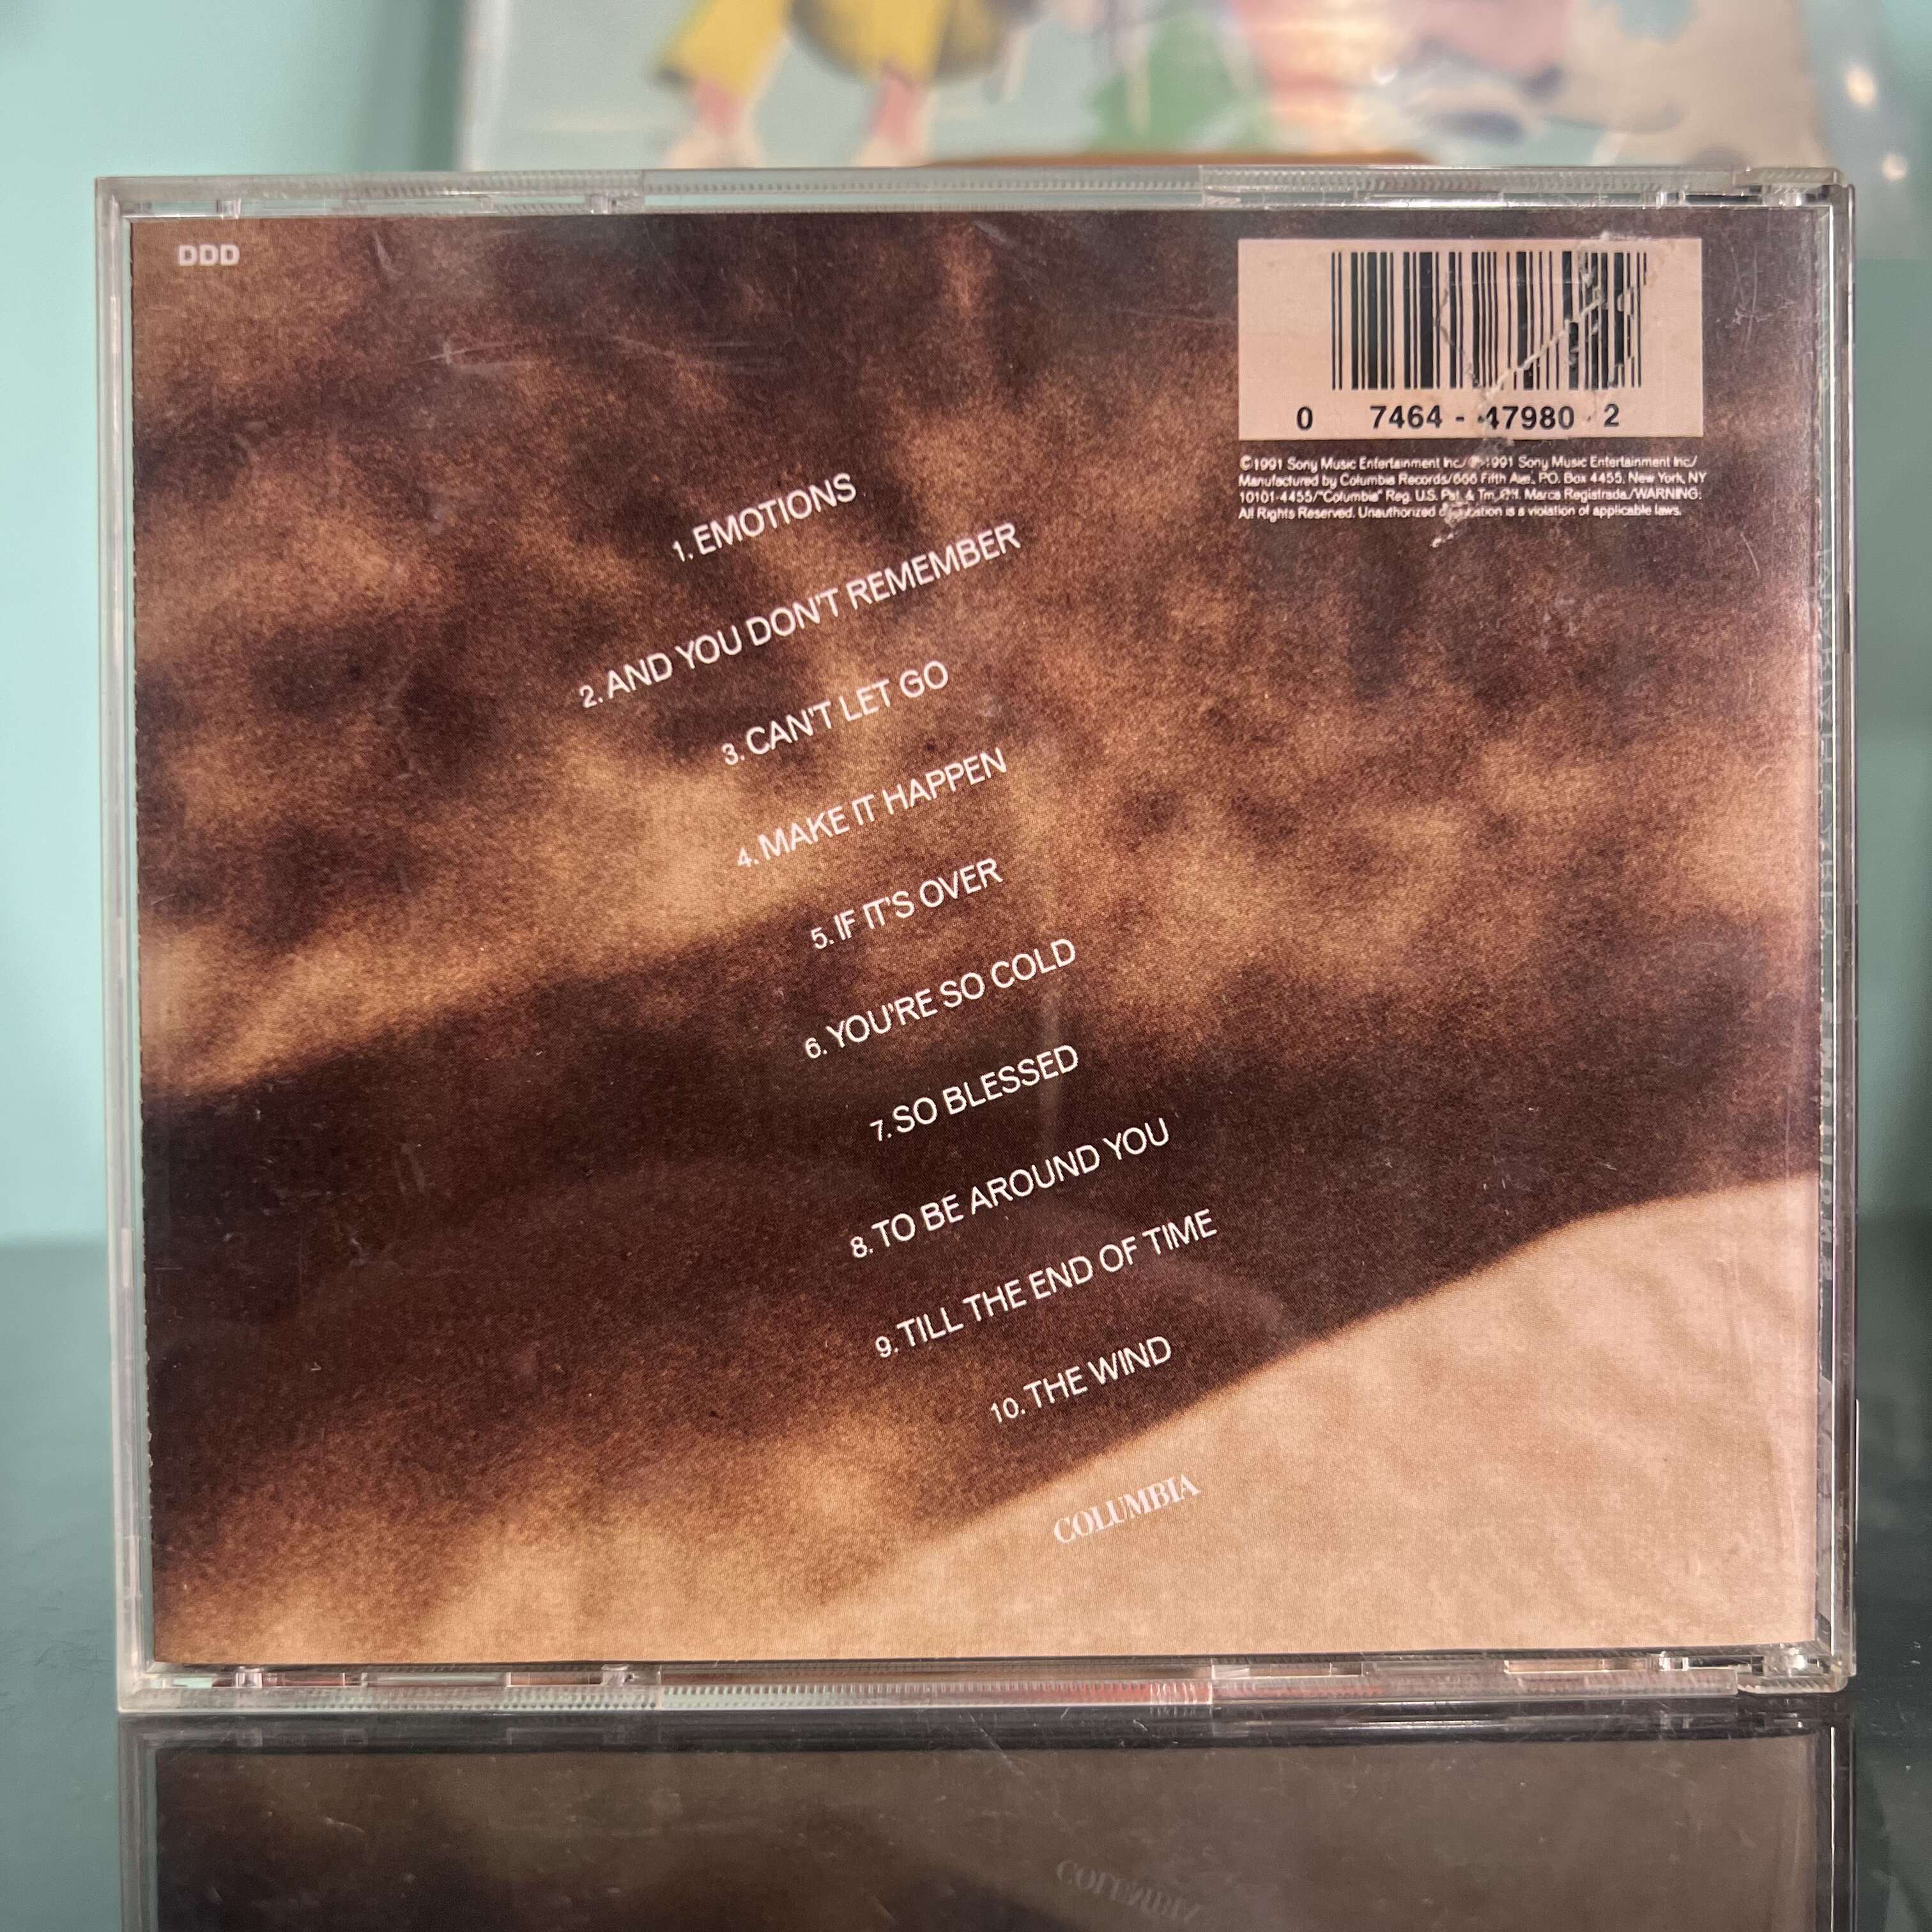 DDD
0 7464-47980 2
©1991 Sony Music Entertainment Inc./℗1991 Sony Music Entertainment Inc./
Manufactured by Columbia Records/666 Fifth Ave., P.O. Box 4455, New York, NY
10101-4455/"Columbia" Reg. U.S. Pat. & Tm. Off. Marca Registrada./WARNING:
All Rights Reserved. Unauthorized duplication is a violation of applicable laws.
1. EMOTIONS
2. AND YOU DON'T REMEMBER
3. CAN'T LET GO
4. MAKE IT HAPPEN
5. IF IT'S OVER
6. YOU'RE SO COLD
7. SO BLESSED
8. TO BE AROUND YOU
9. TILL THE END OF TIME
10. THE WIND
COLUMBIA